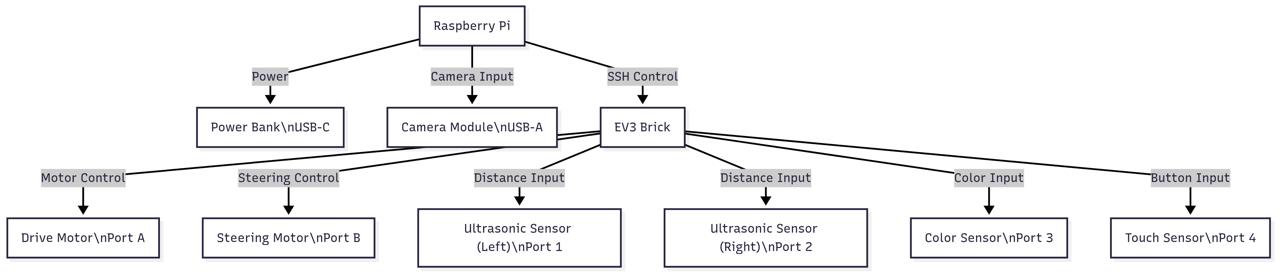 Raspberry Pi
Power
Camera Input
SSH Control
Power Bank\nUSB-C
Camera Module\nUSB-A
EV3 Brick
Motor Control
Steering Control
Distance Input
Distance Input
Color Input
Button Input
Drive Motor\nPort A
Steering Motor\nPort B
Ultrasonic Sensor
(Left)\nPort 1
Ultrasonic Sensor
(Right)\nPort 2
Color Sensor\nPort 3
Touch Sensor\nPort 4